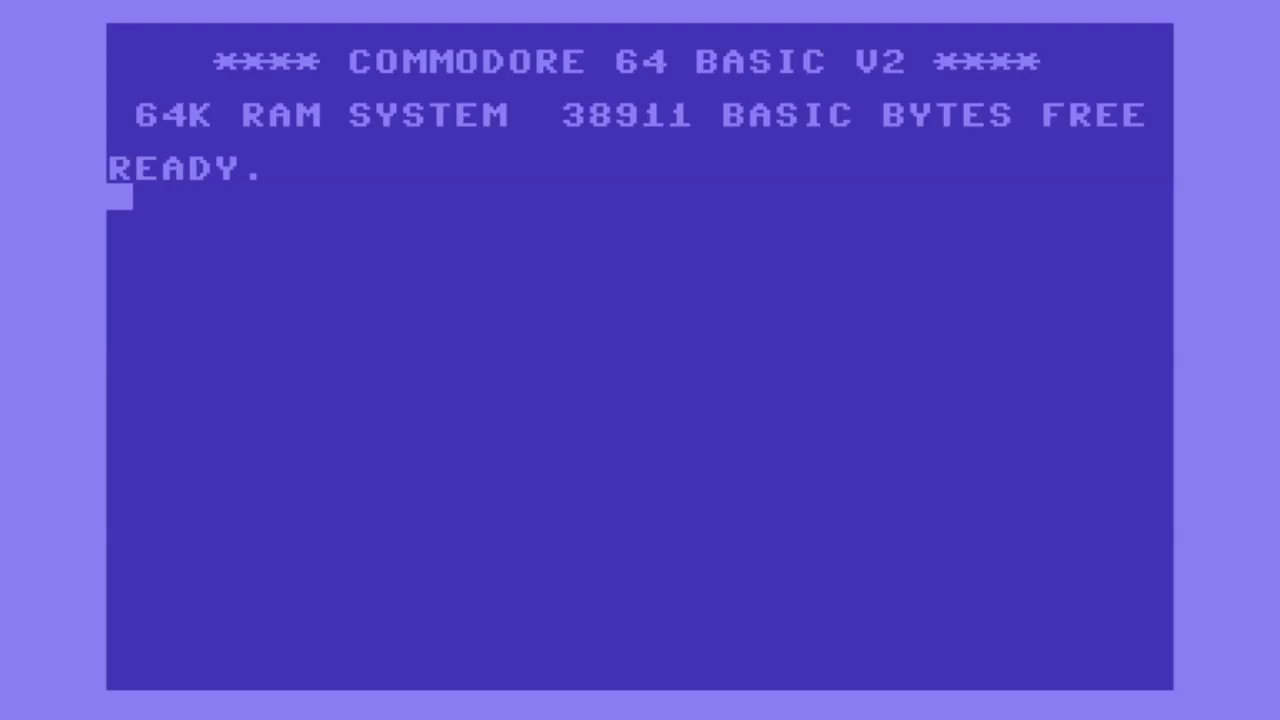 **** COMMODORE 64 BASIC V2 ****
64K RAM SYSTEM  38911 BASIC BYTES FREE
READY.